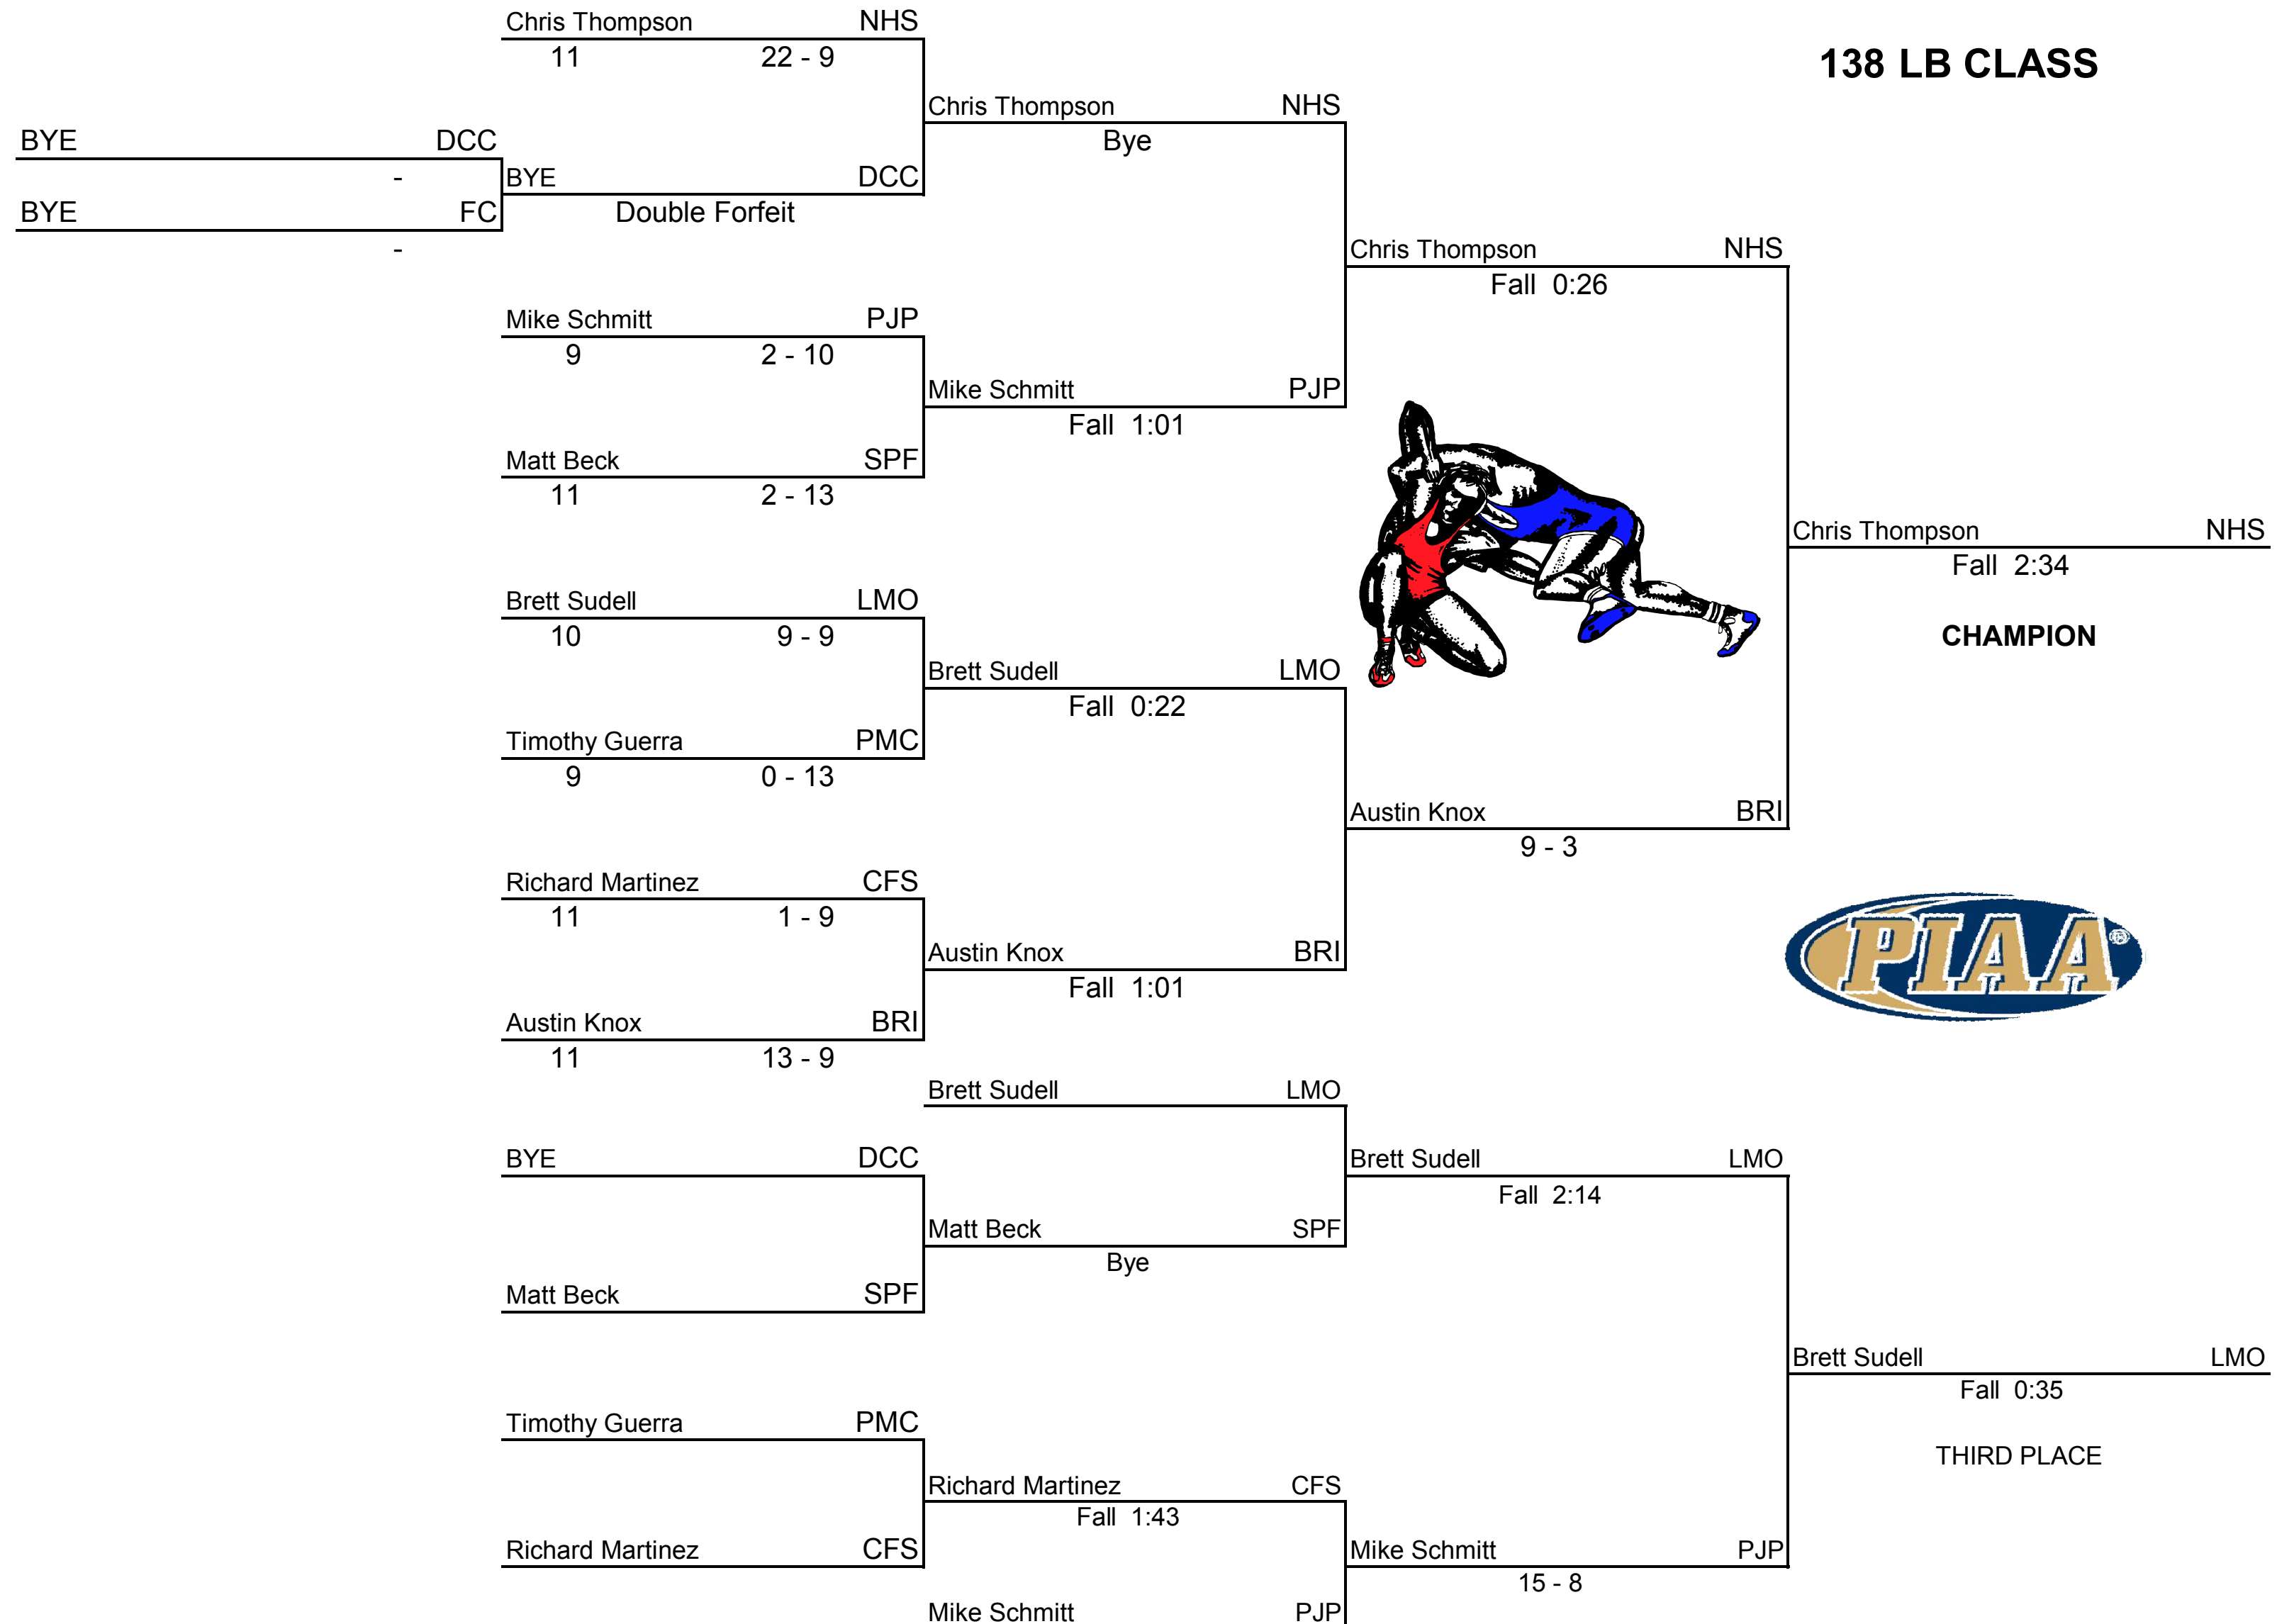 Chris Thompson NHS
11 22 - 9
138 LB CLASS
Chris Thompson NHS
Bye
BYE DCC
-
BYE DCC
BYE FC
Double Forfeit
-
Chris Thompson NHS
Fall 0:26
Mike Schmitt PJP
9 2 - 10
Mike Schmitt PJP
Fall 1:01
Matt Beck SPF
11 2 - 13
Chris Thompson NHS
Fall 2:34
CHAMPION
Brett Sudell LMO
10 9 - 9
Brett Sudell LMO
Fall 0:22
Timothy Guerra PMC
9 0 - 13
Austin Knox BRI
9 - 3
Richard Martinez CFS
11 1 - 9
Austin Knox BRI
Fall 1:01
PIAA®
Austin Knox BRI
11 13 - 9
Brett Sudell LMO
BYE DCC
Brett Sudell LMO
Fall 2:14
Matt Beck SPF
Bye
Matt Beck SPF
Brett Sudell LMO
Fall 0:35
THIRD PLACE
Timothy Guerra PMC
Richard Martinez CFS
Fall 1:43
Richard Martinez CFS
Mike Schmitt PJP
15 - 8
Mike Schmitt PJP